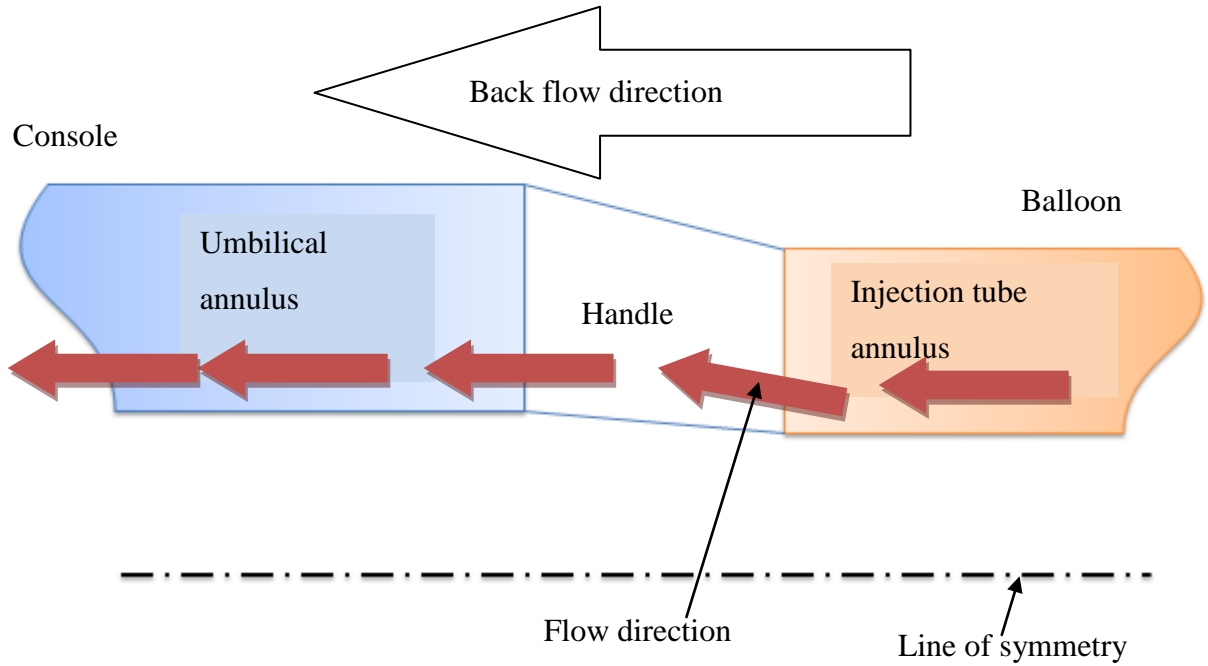 Back flow direction
Console
Balloon
Umbilical
annulus
Injection tube
annulus
Handle
Flow direction
Line of symmetry